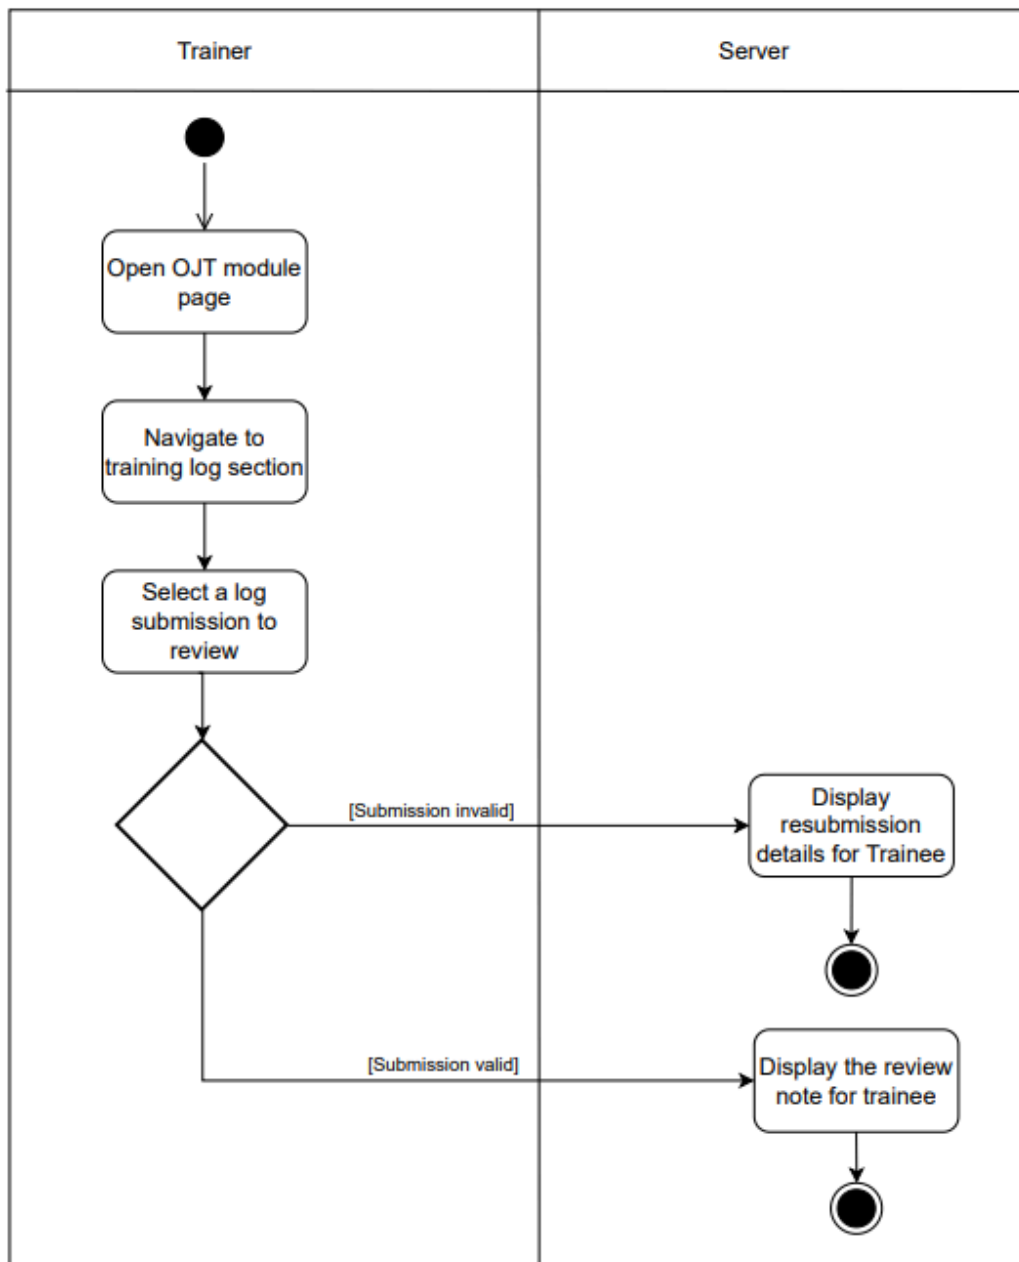 Trainer
Server
Open OJT module
page
Navigate to
training log section
Select a log
submission to
review
[Submission invalid]
Display
resubmission
details for Trainee
[Submission valid]
Display the review
note for trainee